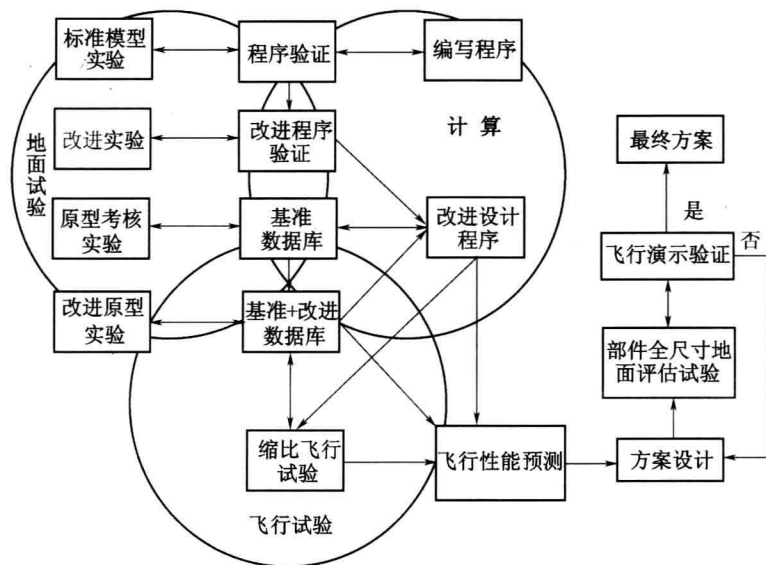 标准模型
实验
程序验证
编写程序
改进实验
改进程序
验证
计 算
地面试验
原型考核
实验
基准
数据库
改进设计
程序
改进原型
实验
基准+改进
数据库
缩比飞行
试验
飞行试验
飞行性能预测
最终方案
是
飞行演示验证
否
部件全尺寸地
面评估试验
方案设计